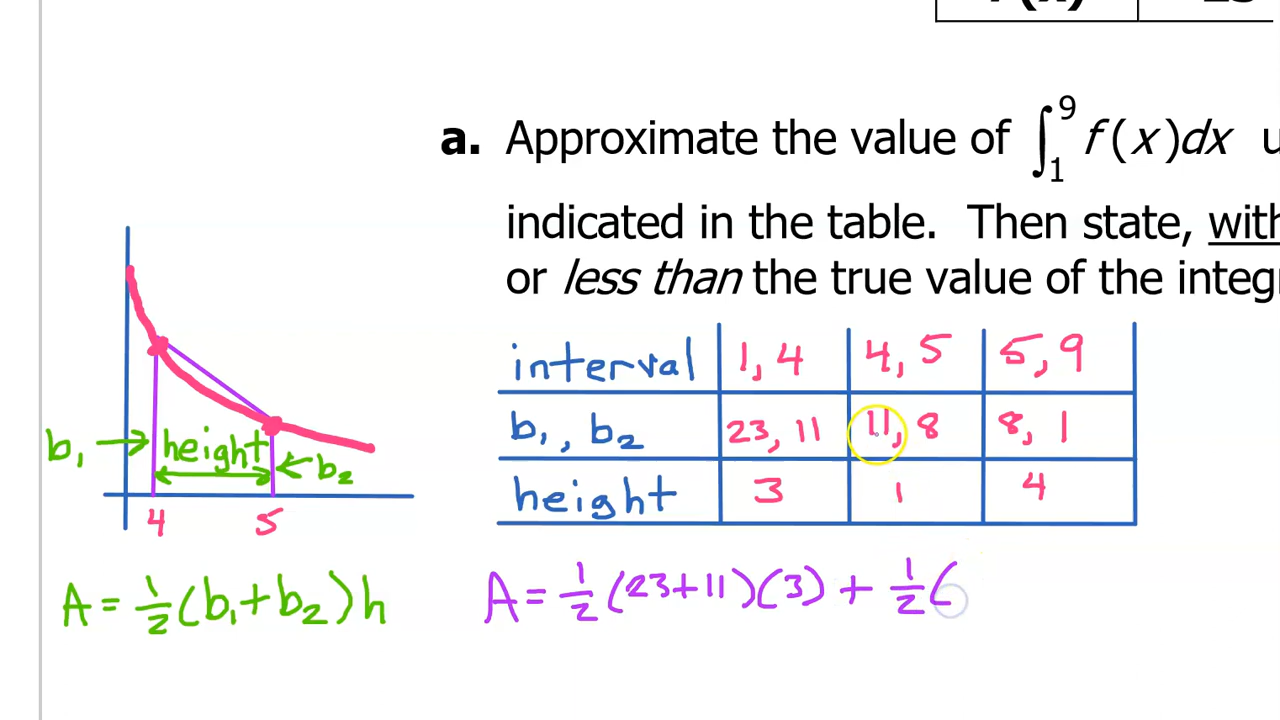 a. Approximate the value of ∫₁⁹ f(x)dx
indicated in the table. Then state, with
or less than the true value of the
interval 1, 4 4, 5 5, 9
b₁, b₂ 23, 11 11, 8 8, 1
height 3 1 4
b₁ → height ← b₂
4 5
A = ½(b₁+b₂)h
A = ½(23+11)(3) + ½(